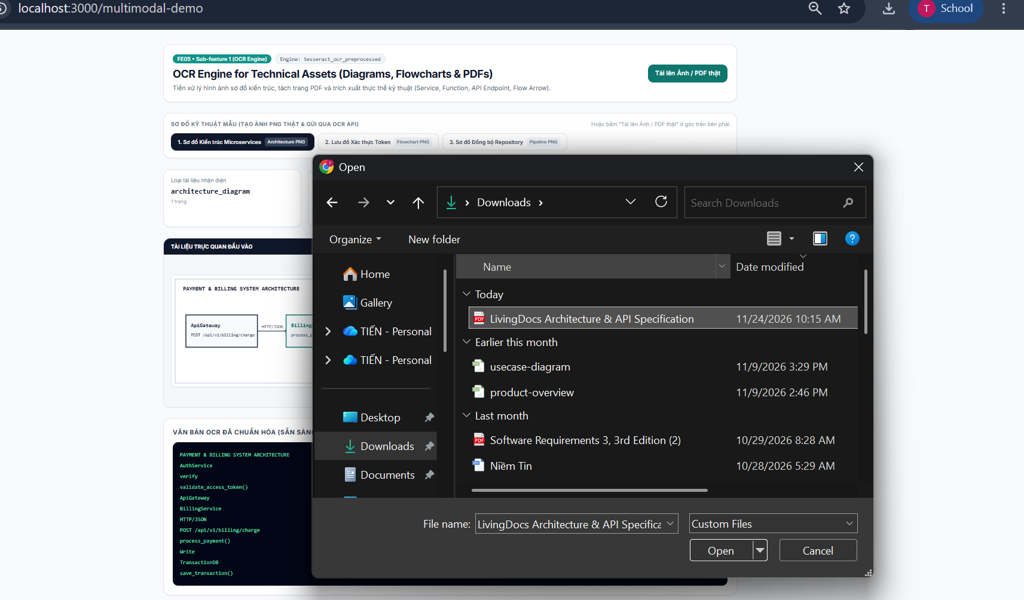 localhost:3000/multimodal-demo
T School
FE05 • Sub-feature 1 (OCR Engine) Engine: tesseract_ocr_preprocessed
OCR Engine for Technical Assets (Diagrams, Flowcharts & PDFs)
Tiền xử lý hình ảnh sơ đồ kiến trúc, tách trang PDF và trích xuất thực thể kỹ thuật (Service, Function, API Endpoint, Flow Arrow).
Tải lên Ảnh / PDF thật
SƠ ĐỒ KỸ THUẬT MẪU (TẠO ẢNH PNG THẬT & GỬI QUA OCR API)
Hoặc bấm "Tải lên Ảnh / PDF thật" ở góc trên bên phải
1. Sơ đồ Kiến trúc Microservices Architecture PNG
2. Lưu đồ Xác thực Token Flowchart PNG
3. Sơ đồ Đồng bộ Repository Pipeline PNG
Loại tài liệu nhận diện
architecture_diagram
1 trang
TÀI LIỆU TRỰC QUAN ĐẦU VÀO
PAYMENT & BILLING SYSTEM ARCHITECTURE
ApiGateway
POST /api/v1/billing/charge
HTTP/JSON
Billing
process_
VĂN BẢN OCR ĐÃ CHUẨN HÓA (SẴN SÀN
PAYMENT & BILLING SYSTEM ARCHITECTURE
AuthService
verify
validate_access_token()
ApiGateway
BillingService
HTTP/JSON
POST /api/v1/billing/charge
process_payment()
Write
TransactionDB
save_transaction()
Open
Downloads
Search Downloads
Organize
New folder
Home
Gallery
TIẾN - Personal
TIẾN - Personal
Desktop
Downloads
Documents
Name
Date modified
Today
LivingDocs Architecture & API Specification 11/24/2026 10:15 AM
Earlier this month
usecase-diagram 11/9/2026 3:29 PM
product-overview 11/9/2026 2:46 PM
Last month
Software Requirements 3, 3rd Edition (2) 10/29/2026 8:28 AM
Niềm Tin 10/28/2026 5:29 AM
File name: LivingDocs Architecture & API Specifica
Custom Files
Open
Cancel